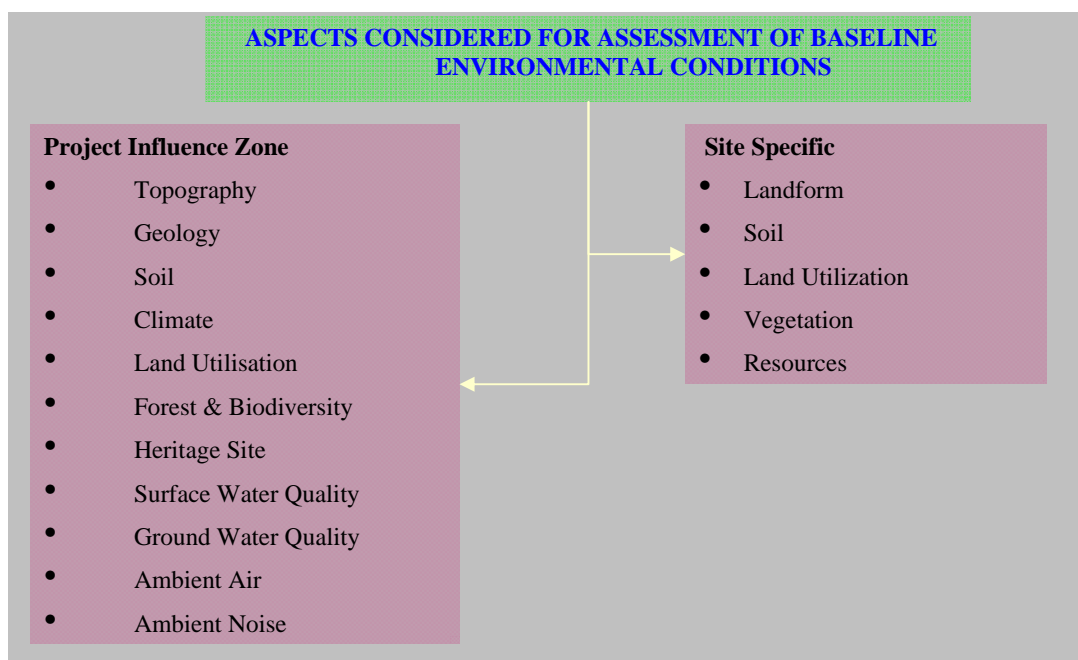 ASPECTS CONSIDERED FOR ASSESSMENT OF BASELINE
ENVIRONMENTAL CONDITIONS
Project Influence Zone
• Topography
• Geology
• Soil
• Climate
• Land Utilisation
• Forest & Biodiversity
• Heritage Site
• Surface Water Quality
• Ground Water Quality
• Ambient Air
• Ambient Noise
Site Specific
• Landform
• Soil
• Land Utilization
• Vegetation
• Resources